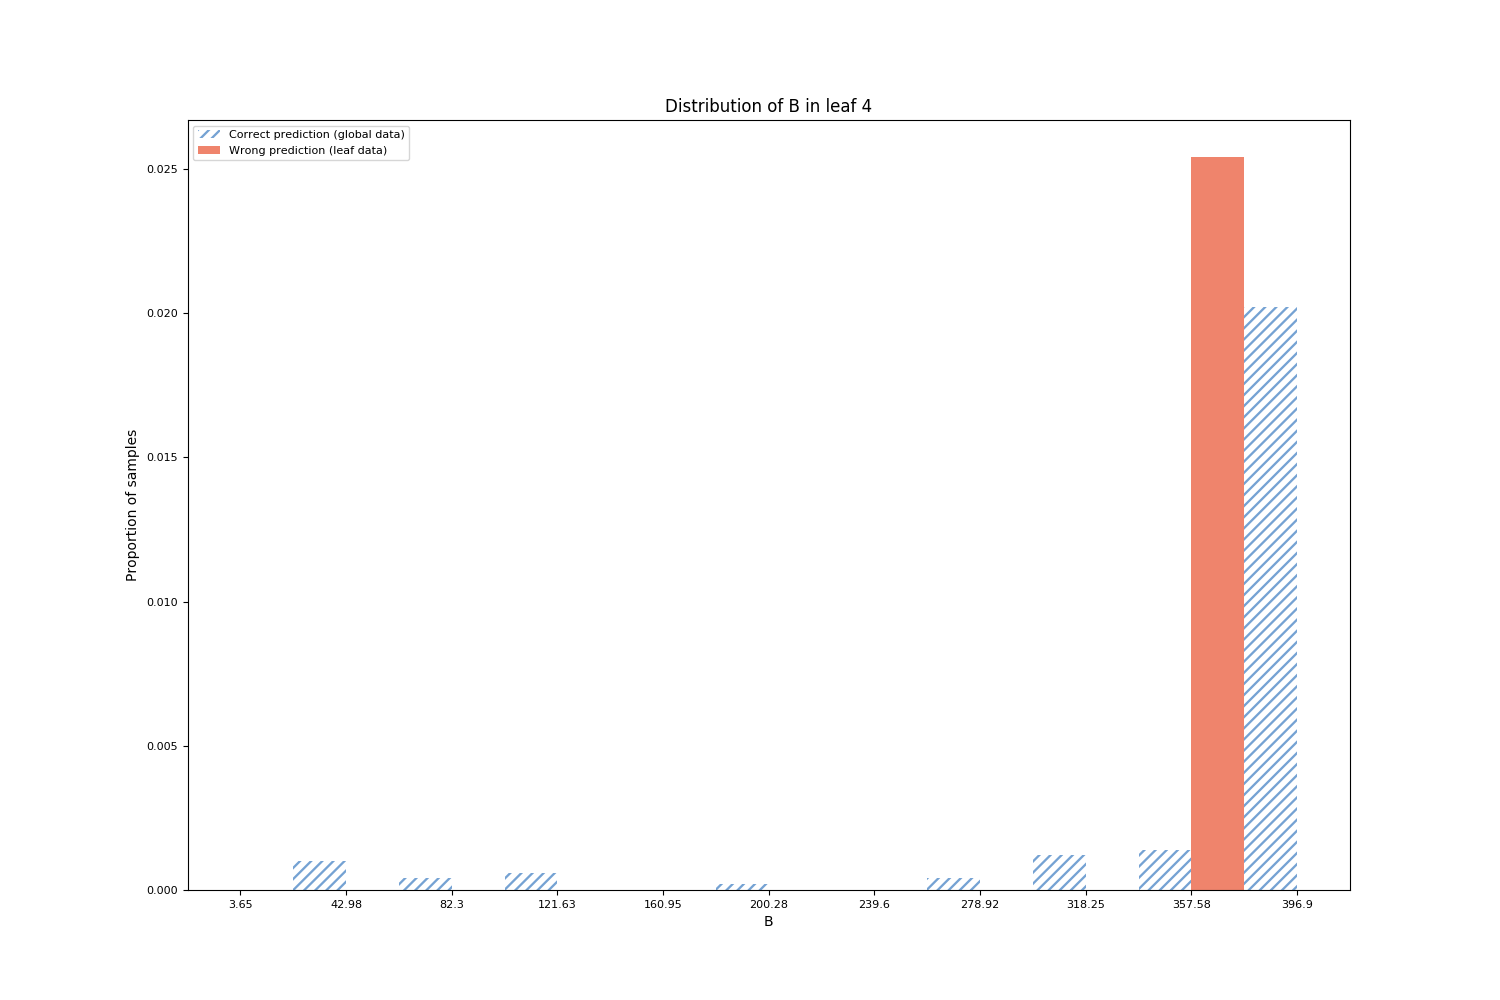 Distribution of B in leaf 4
Correct prediction (global data)
Wrong prediction (leaf data)
0.025
0.020
0.015
0.010
0.005
0.000
Proportion of samples
3.65 42.98 82.3 121.63 160.95 200.28 239.6 278.92 318.25 357.58 396.9
B